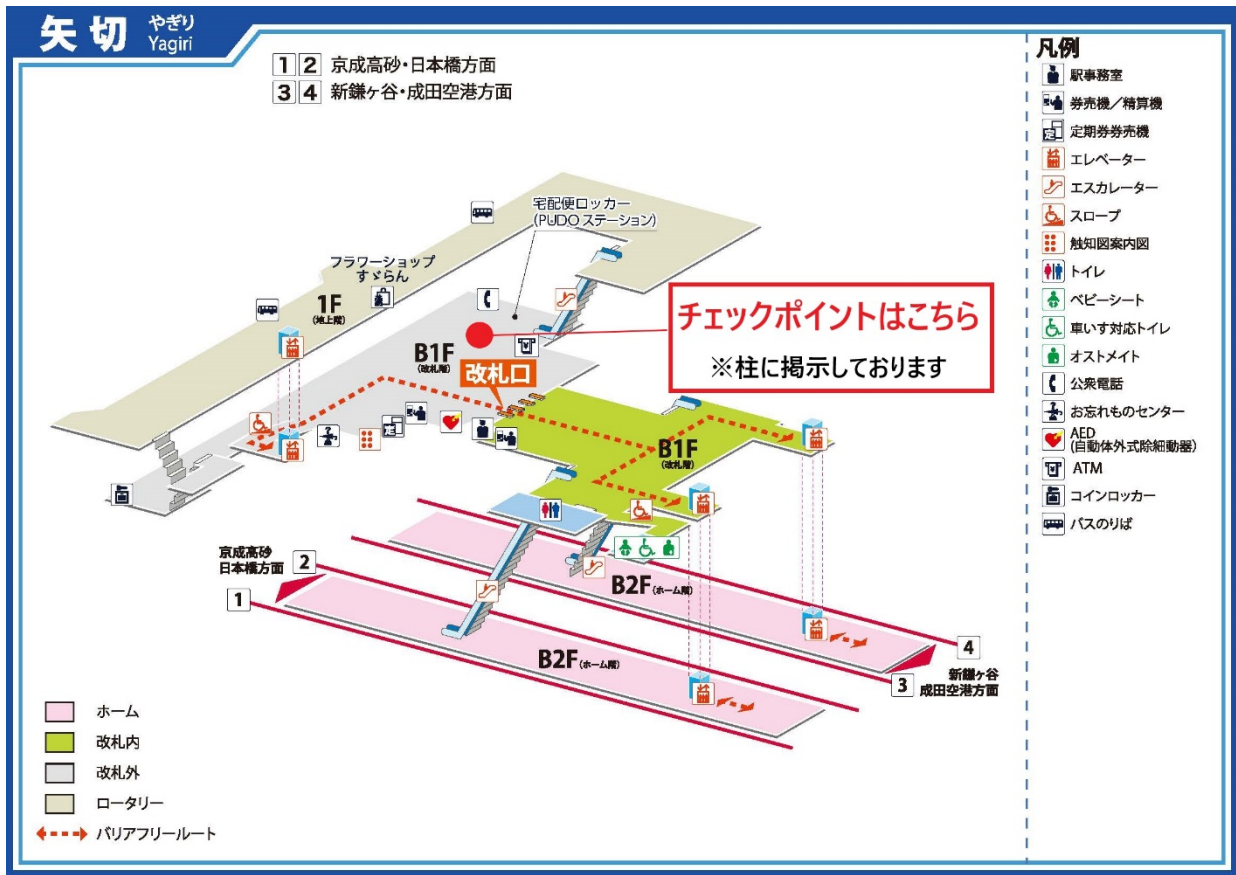 矢切
やぎり
Yagiri
1 2 京成高砂・日本橋方面
3 4 新鎌ヶ谷・成田空港方面
宅配便ロッカー
(PUDOステーション)
フラワーショップ
すゞらん
1F
(地上階)
チェックポイントはこちら
※柱に掲示しております
B1F
(改札階)
改札口
B1F
(改札階)
京成高砂
日本橋方面
2
1
B2F(ホーム階)
B2F(ホーム階)
4
3
新鎌ヶ谷
成田空港方面
ホーム
改札内
改札外
ロータリー
バリアフリールート
凡例
駅事務室
券売機/精算機
定期券券売機
エレベーター
エスカレーター
スロープ
触知図案内図
トイレ
ベビーシート
車いす対応トイレ
オストメイト
公衆電話
お忘れものセンター
AED
(自動体外式除細動器)
ATM
コインロッカー
バスのりば